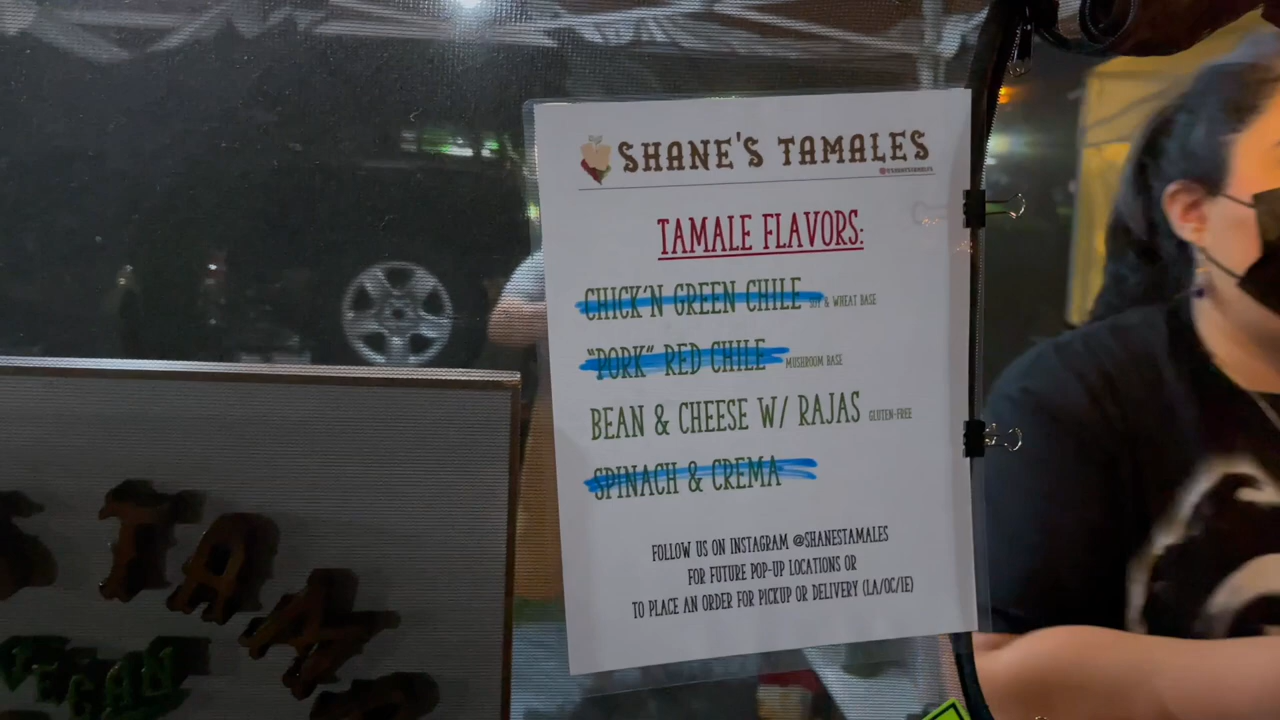 SHANE'S TAMALES
@SHANESTAMALES
TAMALE FLAVORS:
CHICK'N GREEN CHILE SOY & WHEAT BASE
"PORK" RED CHILE MUSHROOM BASE
BEAN & CHEESE W/ RAJAS GLUTEN-FREE
SPINACH & CREMA
FOLLOW US ON INSTAGRAM @SHANESTAMALES
FOR FUTURE POP-UP LOCATIONS OR
TO PLACE AN ORDER FOR PICKUP OR DELIVERY (LA/OC/IE)
S TAMA
VEGAN